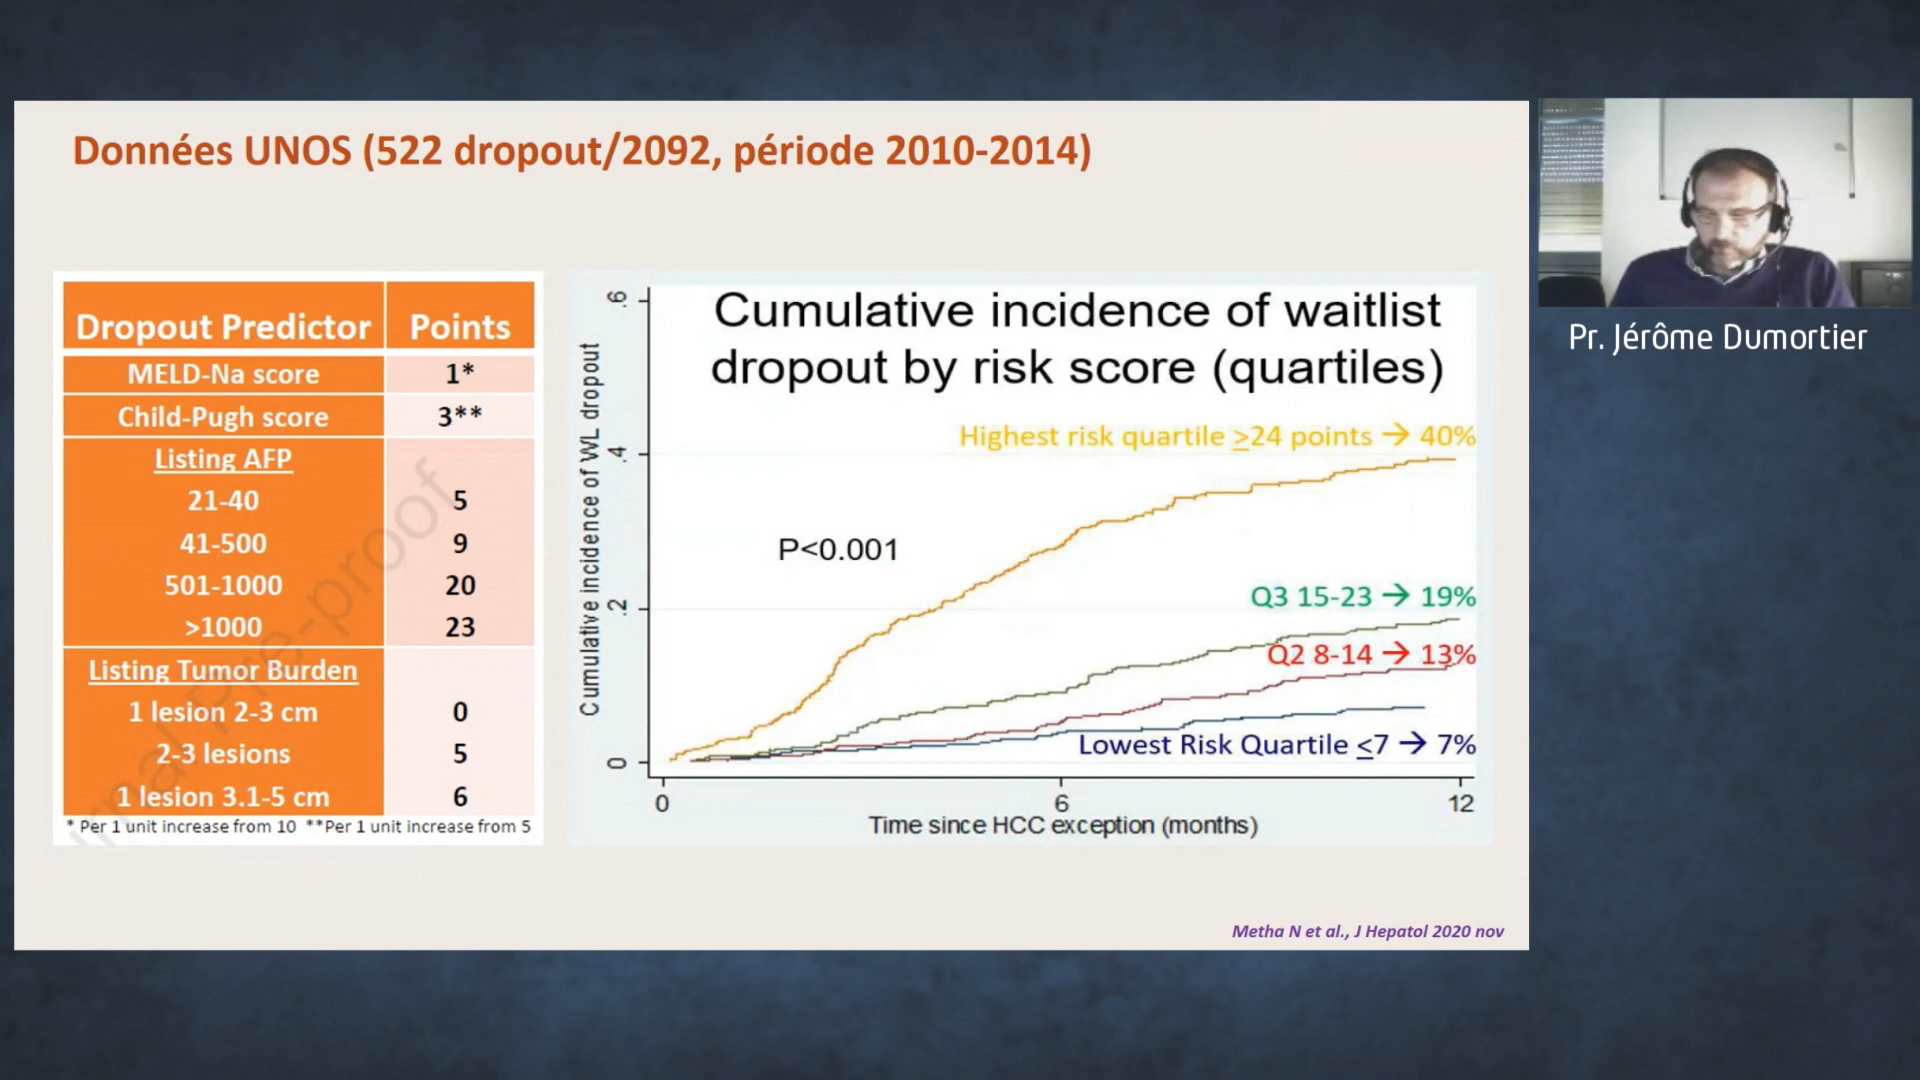 Données UNOS (522 dropout/2092, période 2010-2014)
Dropout Predictor Points
MELD-Na score 1*
Child-Pugh score 3**
Listing AFP
21-40 5
41-500 9
501-1000 20
>1000 23
Listing Tumor Burden
1 lesion 2-3 cm 0
2-3 lesions 5
1 lesion 3.1-5 cm 6
* Per 1 unit increase from 10 **Per 1 unit increase from 5
Cumulative incidence of waitlist
dropout by risk score (quartiles)
Cumulative incidence of WL dropout
.6
.4
.2
0
Highest risk quartile ≥24 points → 40%
P<0.001
Q3 15-23 → 19%
Q2 8-14 → 13%
Lowest Risk Quartile ≤7 → 7%
0 6 12
Time since HCC exception (months)
Metha N et al., J Hepatol 2020 nov
Pr. Jérôme Dumortier